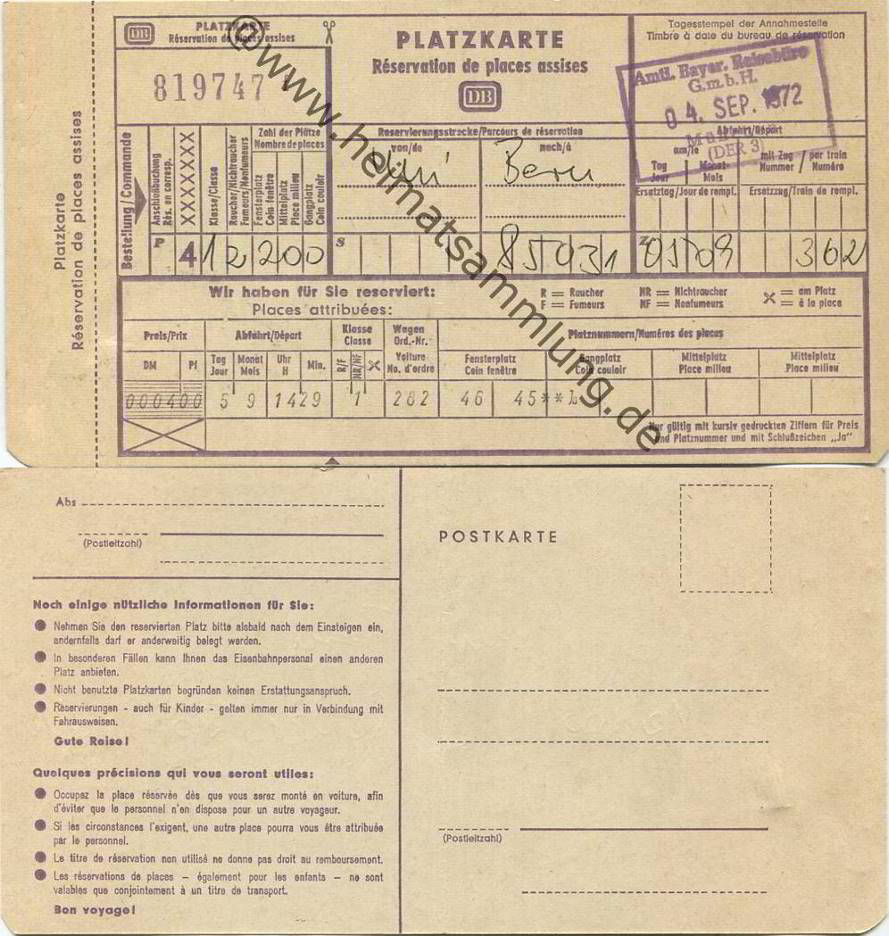 Platzkarte
Réservation de places assises
DB
PLATZKARTE
Réservation de places assises
819747
PLATZKARTE
Réservation de places assises
DB
Tagesstempel der Annahmestelle
Timbre à date du bureau de réservation
Amtl. Bayer. Reisebüro
G.m.b.H.
04. SEP. 1972
(DER 3)
Bestellung/Commande
Anschlußbuchung
Rés. en corresp.
XXXXXXXX
Klasse/Classe
Raucher/Nichtraucher
Fumeurs/Nonfumeurs
Zahl der Plätze
Nombre de places
Fensterplatz
Coin fenêtre
Mittelplatz
Place milieu
Gangplatz
Coin couloir
Reservierungsstrecke/Parcours de réservation
von/de
nach/à
Bern
Abfahrt/Départ
am/le
Tag
Jour
Monat
Mois
mit Zug / par train
Nummer / Numéro
Ersatztag/Jour de rempl.
Ersatzzug/Train de rempl.
P 4 1 2 2 0 0
S
85031
Z 0509
362
Wir haben für Sie reserviert:
Places attribuées:
R = Raucher
F = Fumeurs
NR = Nichtraucher
NF = Nonfumeurs
X = am Platz
= à la place
Preis/Prix
DM
Pf
Abfahrt/Départ
Tag
Jour
Monat
Mois
Uhr
H
Min.
Klasse
Classe
R/F
NR/NF
X
Wagen
Ord.-Nr.
Voiture
No. d'ordre
Platznummern/Numéros des places
Fensterplatz
Coin fenêtre
Gangplatz
Coin couloir
Mittelplatz
Place milieu
Mittelplatz
Place milieu
000400 5 9 1429 1 282 46 45**
Nur gültig mit kursiv gedruckten Ziffern für Preis
und Platznummer und mit Schlußzeichen „Ja"
@www.heimatsammlung.de
Abs
(Postleitzahl)
Noch einige nützliche Informationen für Sie:
● Nehmen Sie den reservierten Platz bitte alsbald nach dem Einsteigen ein,
andernfalls darf er anderweitig belegt werden.
● In besonderen Fällen kann Ihnen das Eisenbahnpersonal einen anderen
Platz anbieten.
● Nicht benutzte Platzkarten begründen keinen Erstattungsanspruch.
● Reservierungen - auch für Kinder - gelten immer nur in Verbindung mit
Fahrausweisen.
Gute Reise!
Quelques précisions qui vous seront utiles:
● Occupez la place réservée dès que vous serez monté en voiture, afin
d'éviter que le personnel n'en dispose pour un autre voyageur.
● Si les circonstances l'exigent, une autre place pourra vous être attribuée
par le personnel.
● Le titre de réservation non utilisé ne donne pas droit au remboursement.
● Les réservations de places – également pour les enfants – ne sont
valables que conjointement à un titre de transport.
Bon voyage!
POSTKARTE
(Postleitzahl)